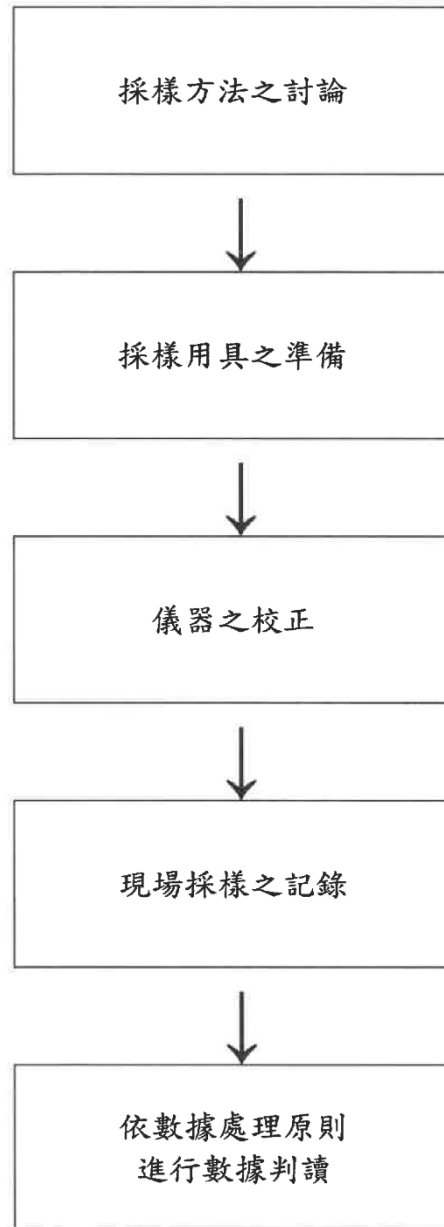 採樣方法之討論
採樣用具之準備
儀器之校正
現場採樣之記錄
依數據處理原則
進行數據判讀